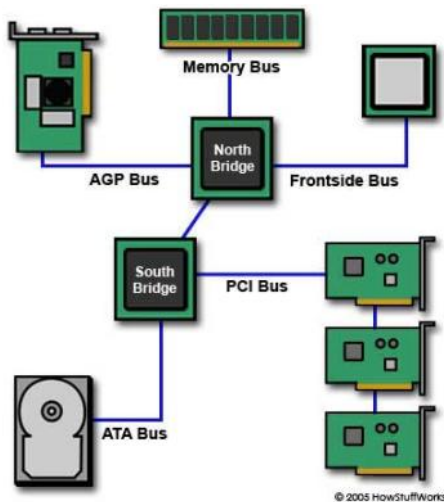 Memory Bus
North
Bridge
AGP Bus
Frontside Bus
South
Bridge
PCI Bus
ATA Bus
© 2005 HowStuffWorks